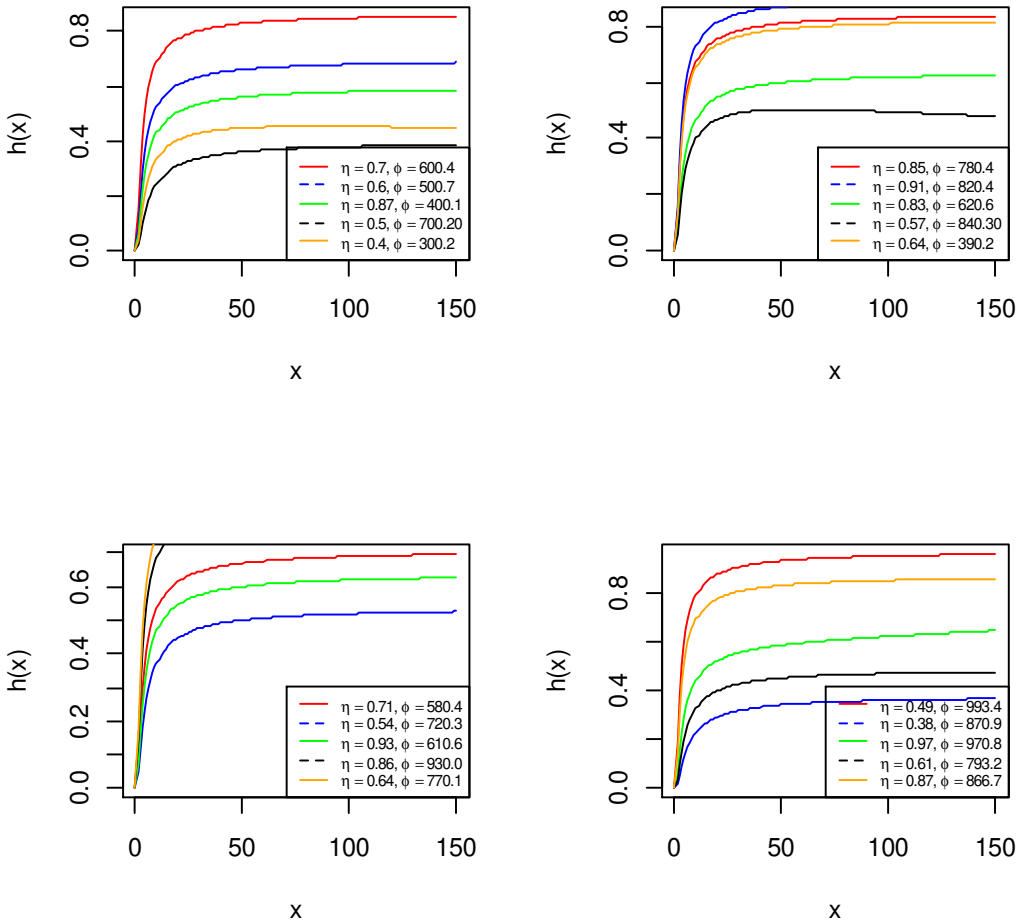 h(x)
0.0
0.4
0.8
0
50
100
150
x
η = 0.7, ϕ = 600.4
η = 0.6, ϕ = 500.7
η = 0.87, ϕ = 400.1
η = 0.5, ϕ = 700.20
η = 0.4, ϕ = 300.2
h(x)
0.0
0.4
0.8
0
50
100
150
x
η = 0.85, ϕ = 780.4
η = 0.91, ϕ = 820.4
η = 0.83, ϕ = 620.6
η = 0.57, ϕ = 840.30
η = 0.64, ϕ = 390.2
h(x)
0.0
0.2
0.4
0.6
0
50
100
150
x
η = 0.71, ϕ = 580.4
η = 0.54, ϕ = 720.3
η = 0.93, ϕ = 610.6
η = 0.86, ϕ = 930.0
η = 0.64, ϕ = 770.1
h(x)
0.0
0.4
0.8
0
50
100
150
x
η = 0.49, ϕ = 993.4
η = 0.38, ϕ = 870.9
η = 0.97, ϕ = 970.8
η = 0.61, ϕ = 793.2
η = 0.87, ϕ = 866.7